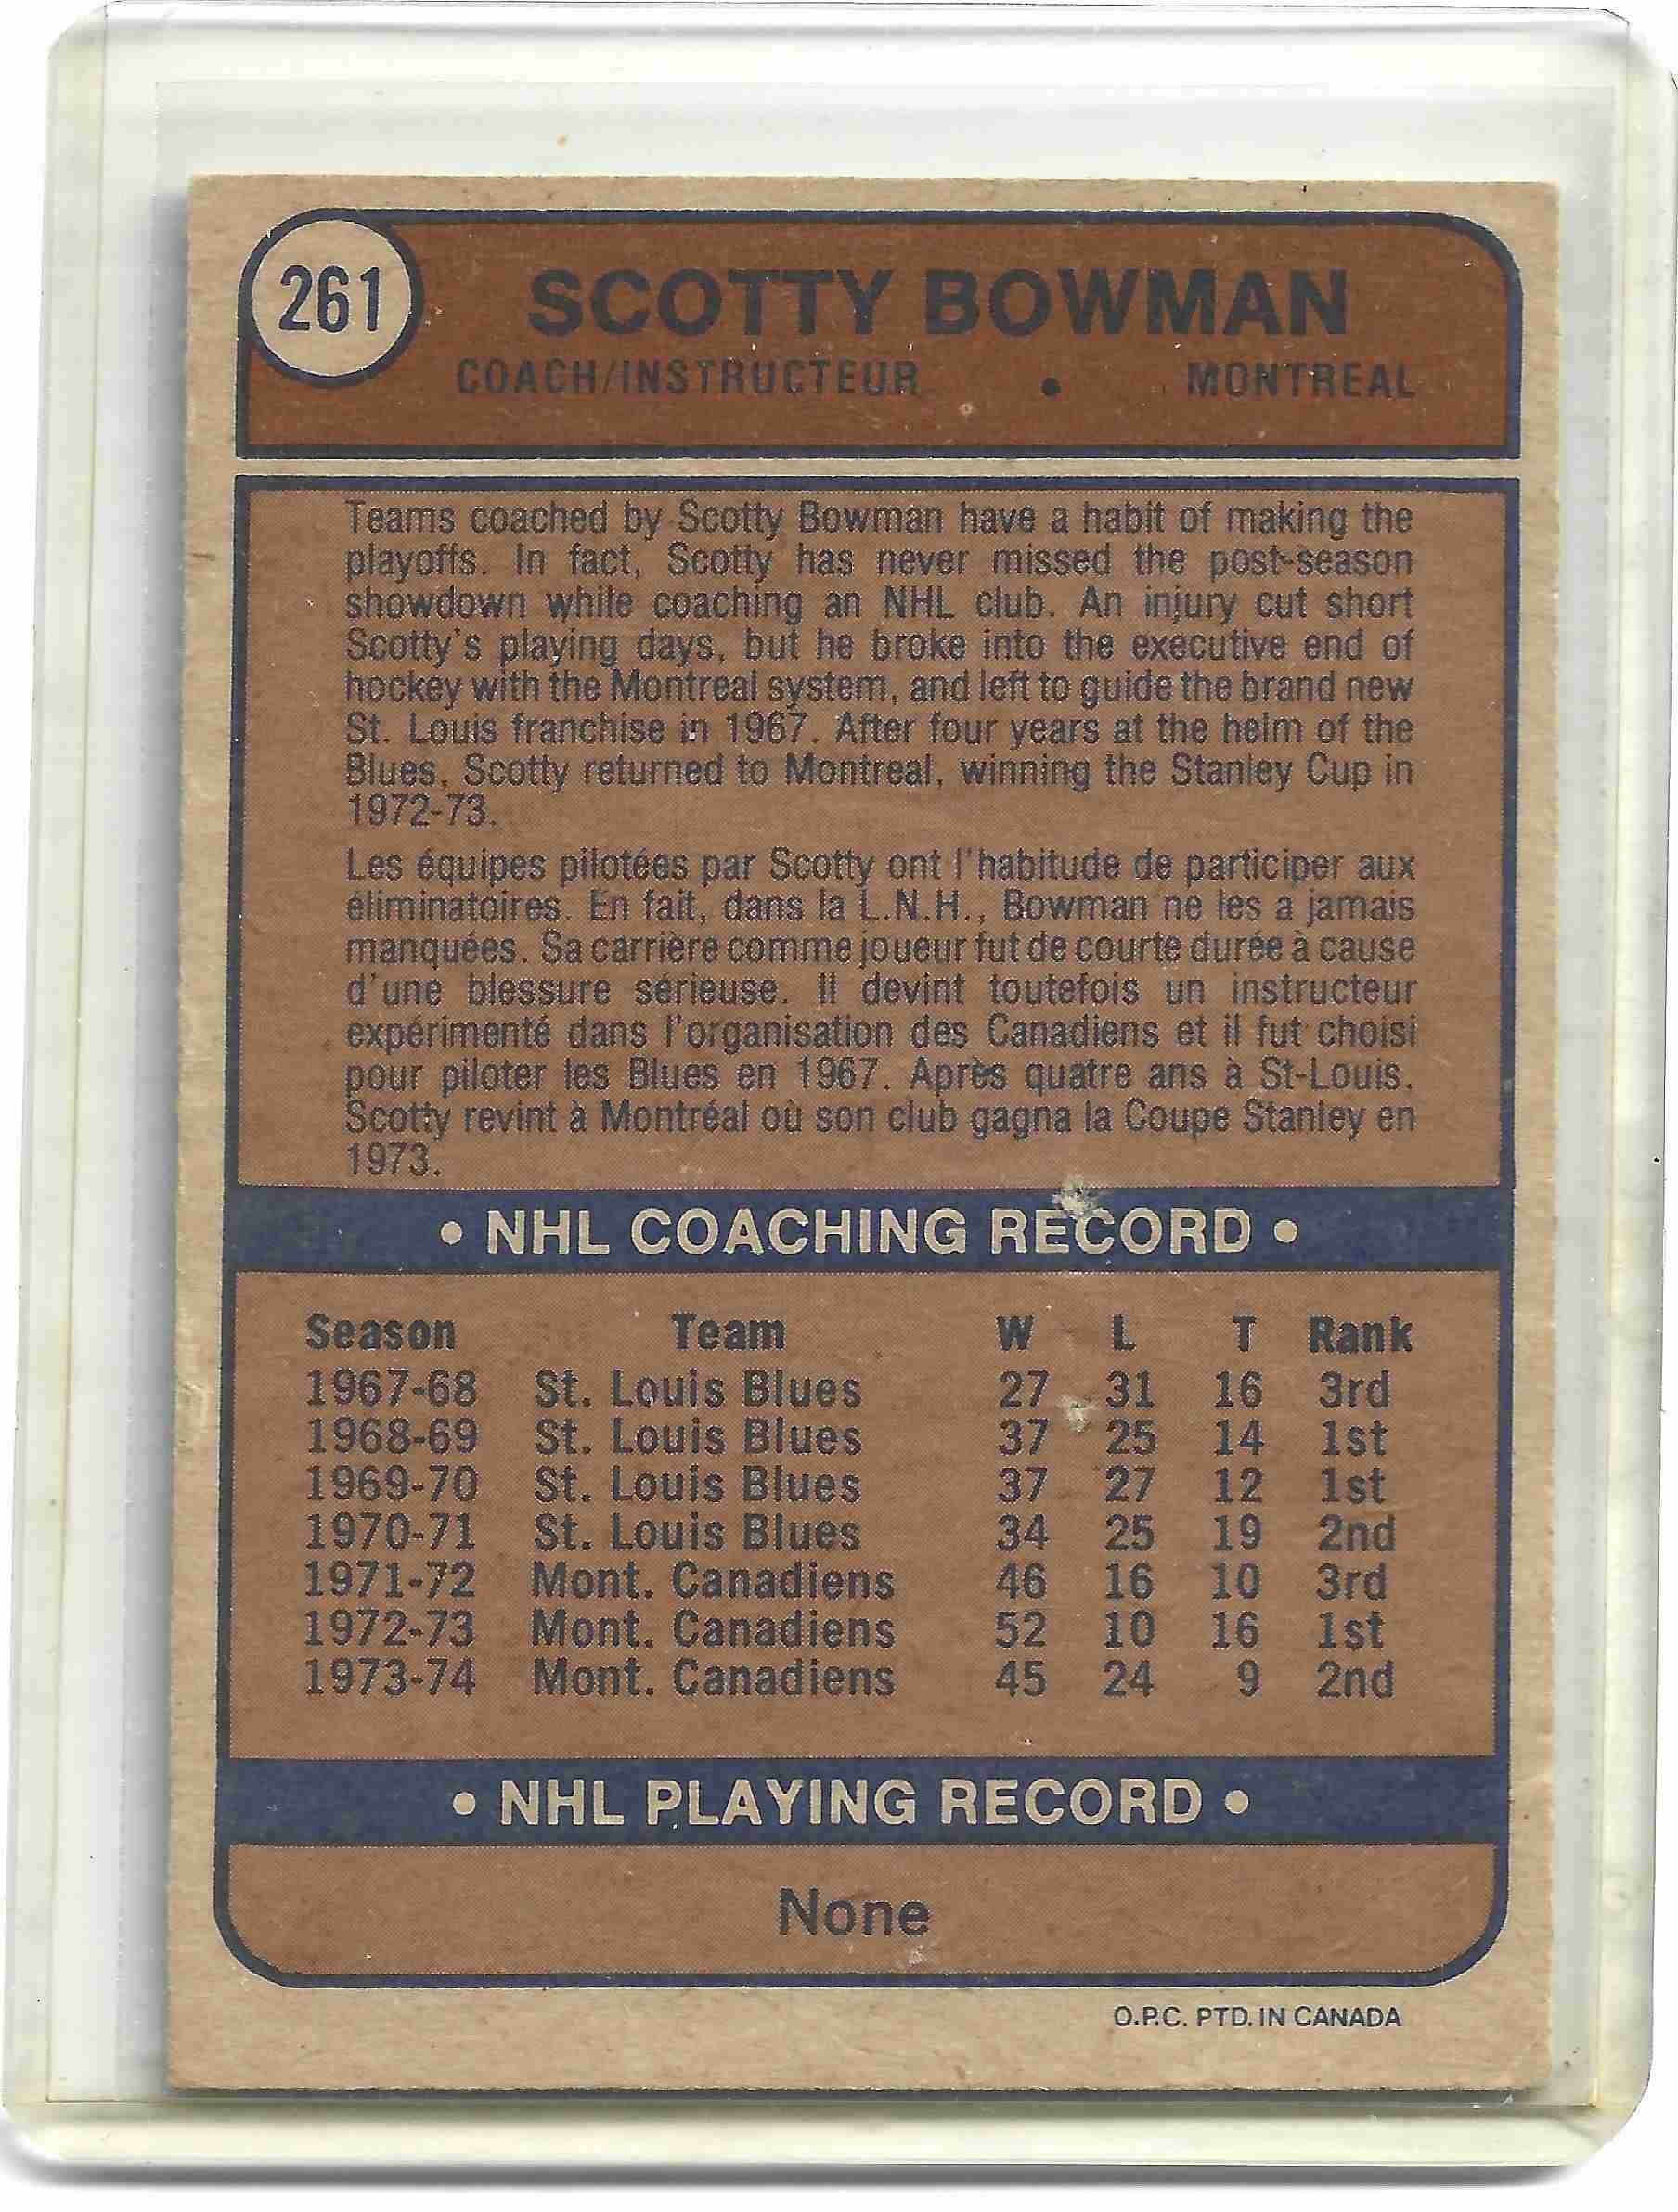 261
SCOTTY BOWMAN
COACH/INSTRUCTEUR • MONTREAL
Teams coached by Scotty Bowman have a habit of making the
playoffs. In fact, Scotty has never missed the post-season
showdown while coaching an NHL club. An injury cut short
Scotty's playing days, but he broke into the executive end of
hockey with the Montreal system, and left to guide the brand new
St. Louis franchise in 1967. After four years at the helm of the
Blues, Scotty returned to Montreal, winning the Stanley Cup in
1972-73.
Les équipes pilotées par Scotty ont l'habitude de participer aux
éliminatoires. En fait, dans la L.N.H., Bowman ne les a jamais
manquées. Sa carrière comme joueur fut de courte durée à cause
d'une blessure sérieuse. Il devint toutefois un instructeur
expérimenté dans l'organisation des Canadiens et il fut choisi
pour piloter les Blues en 1967. Après quatre ans à St-Louis,
Scotty revint à Montréal où son club gagna la Coupe Stanley en
1973.
• NHL COACHING RECORD •
Season Team W L T Rank
1967-68 St. Louis Blues 27 31 16 3rd
1968-69 St. Louis Blues 37 25 14 1st
1969-70 St. Louis Blues 37 27 12 1st
1970-71 St. Louis Blues 34 25 19 2nd
1971-72 Mont. Canadiens 46 16 10 3rd
1972-73 Mont. Canadiens 52 10 16 1st
1973-74 Mont. Canadiens 45 24 9 2nd
• NHL PLAYING RECORD •
None
O.P.C. PTD. IN CANADA